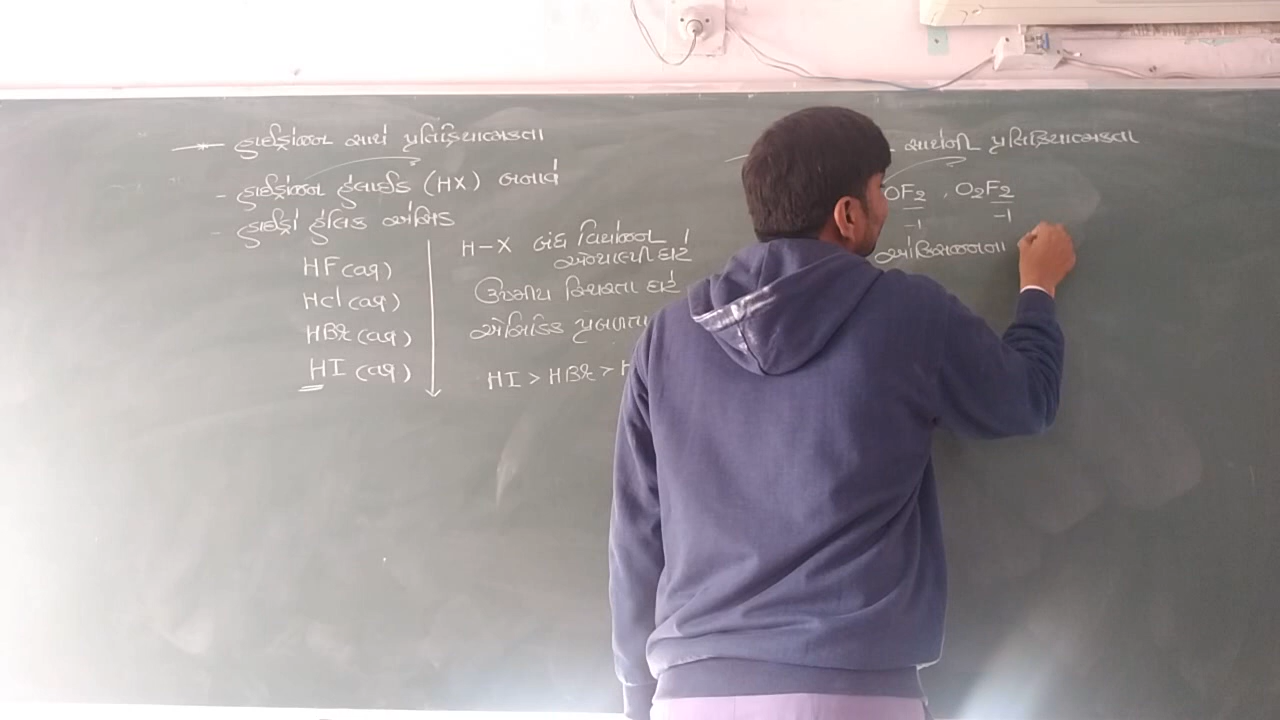 હાઈડ્રોજન સાથે પ્રતિક્રિયાત્મકતા
- હાઈડ્રોજન હેલાઈડ (HX) બનાવે
- હાઈડ્રો હેલિક એસિડ
HF(aq)
HCl(aq)
HBr(aq)
HI(aq)
H-X બંધ વિયોજન
એન્થાલ્પી ઘટે
ઉષ્મીય સ્થિરતા ઘટે
એસિડિક પ્રબળતા
HI > HBr > H
સાથેની પ્રતિક્રિયાત્મકતા
OF2 , O2F2
-1 -1
ઓક્સિજનના